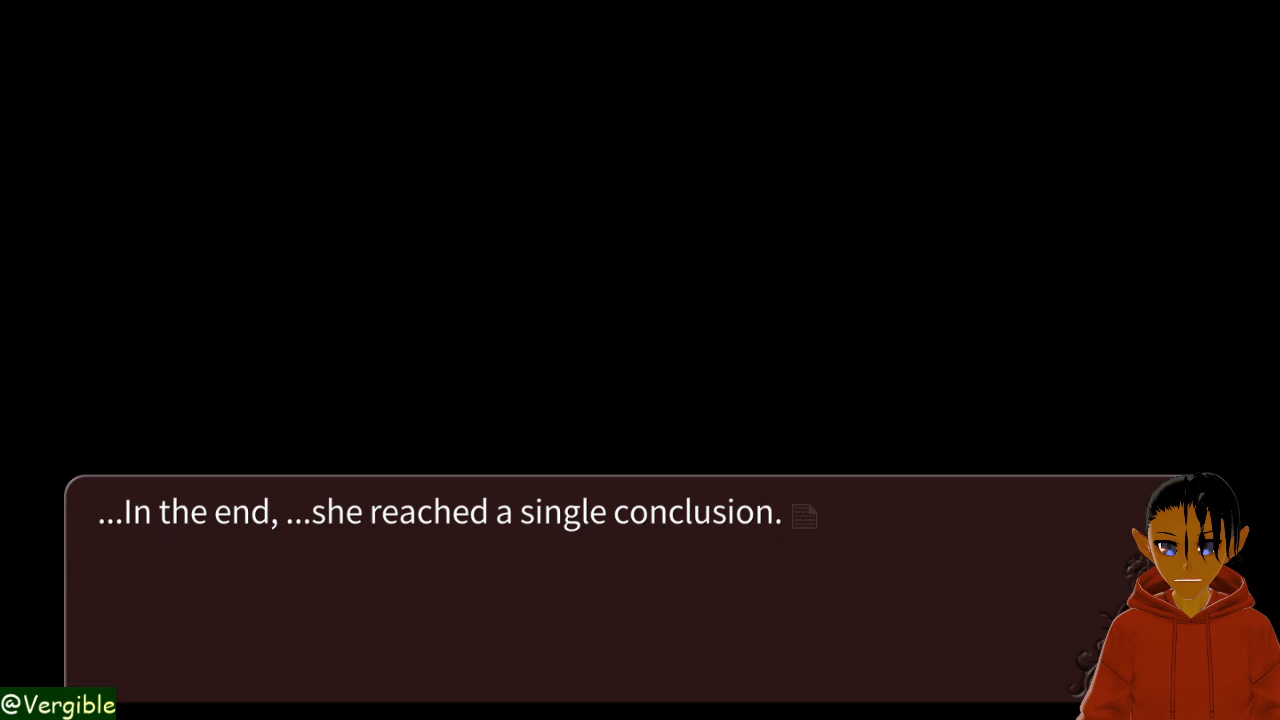 ...In the end, ...she reached a single conclusion.
@Vergible